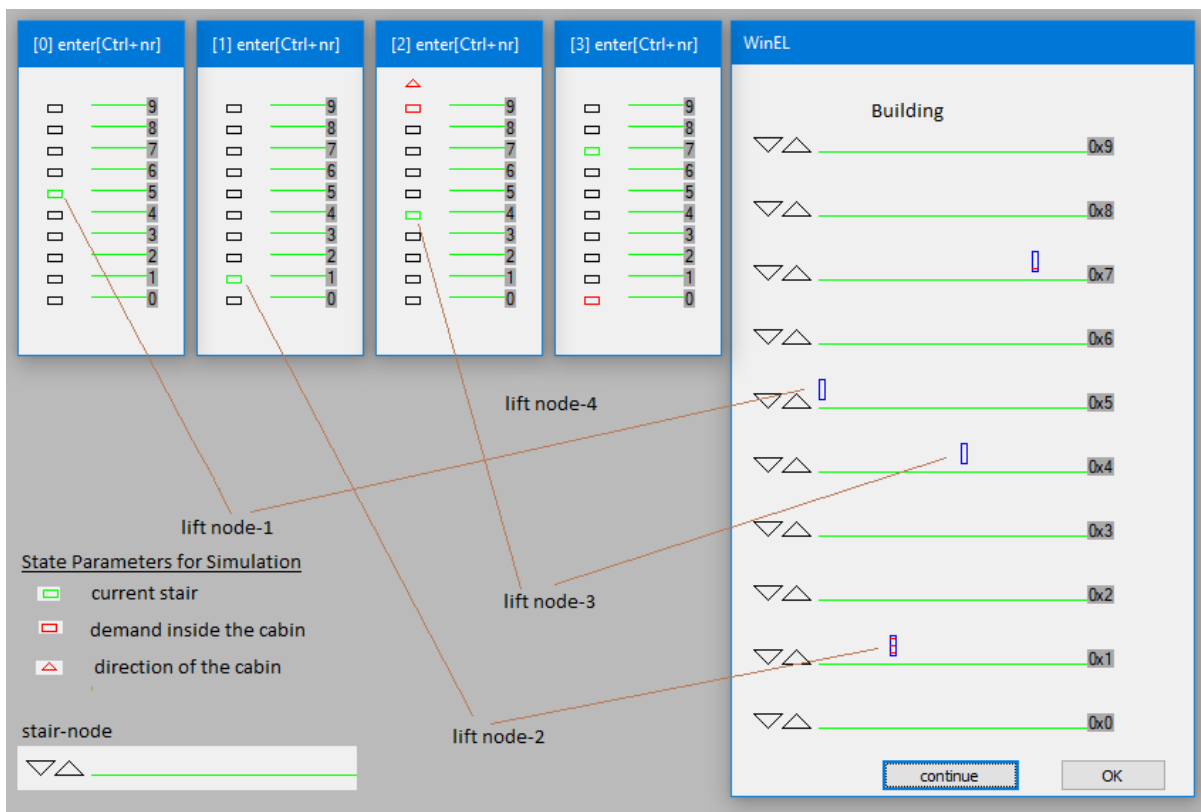 [0] enter[Ctrl+nr]
9
8
7
6
5
4
3
2
1
0
[1] enter[Ctrl+nr]
9
8
7
6
5
4
3
2
1
0
[2] enter[Ctrl+nr]
9
8
7
6
5
4
3
2
1
0
[3] enter[Ctrl+nr]
9
8
7
6
5
4
3
2
1
0
WinEL
Building
0x9
0x8
0x7
0x6
0x5
0x4
0x3
0x2
0x1
0x0
continue
OK
lift node-4
lift node-1
lift node-3
lift node-2
State Parameters for Simulation
current stair
demand inside the cabin
direction of the cabin
stair-node